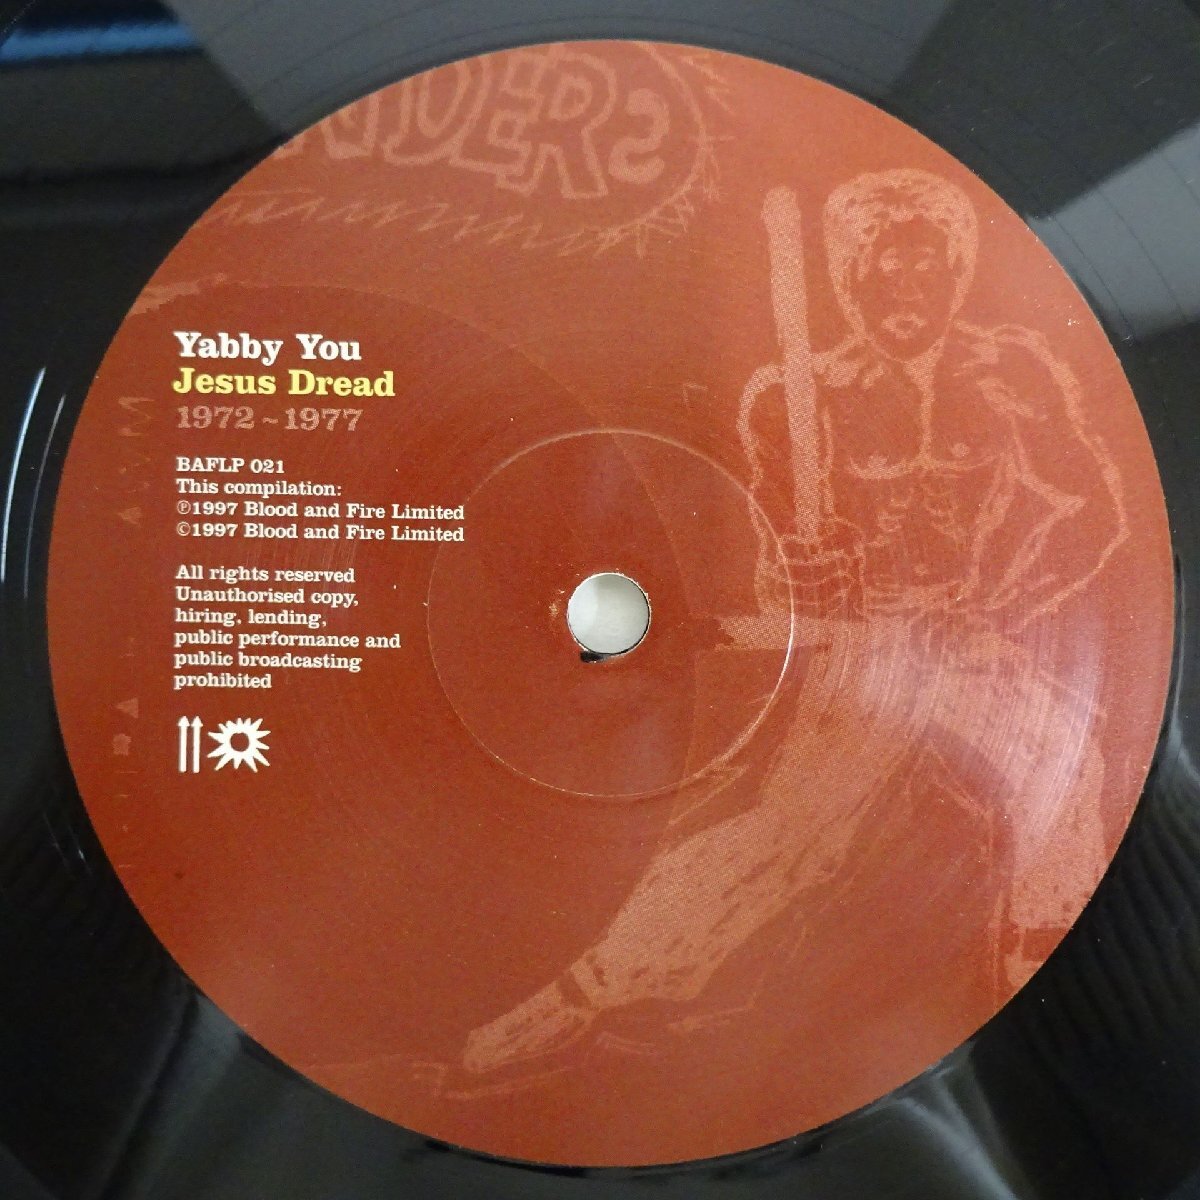 NDERS
Yabby You
Jesus Dread
1972~1977
BAFLP 021
This compilation:
℗1997 Blood and Fire Limited
©1997 Blood and Fire Limited
All rights reserved
Unauthorised copy,
hiring, lending,
public performance and
public broadcasting
prohibited